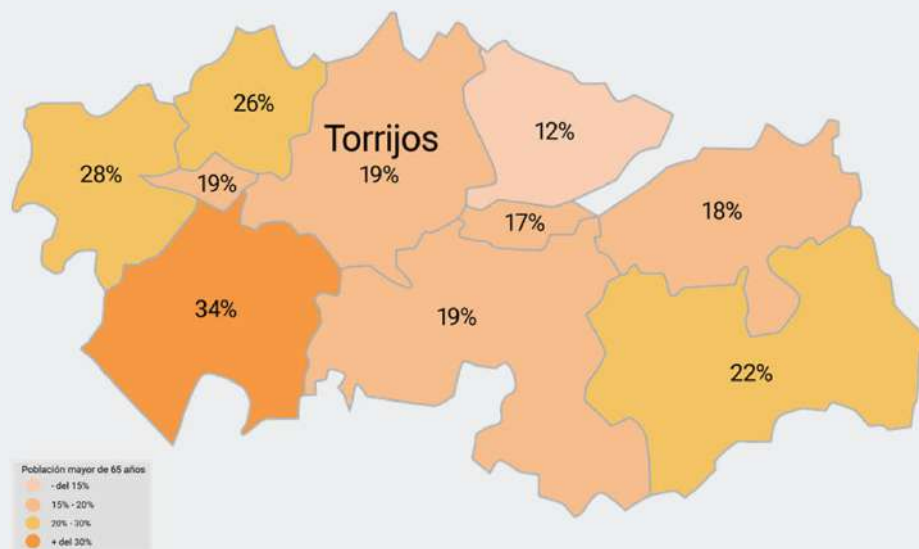 26%
12%
Torrijos
19%
28%
19%
17%
18%
34%
19%
22%
Población mayor de 65 años
- del 15%
15% - 20%
20% - 30%
+ del 30%